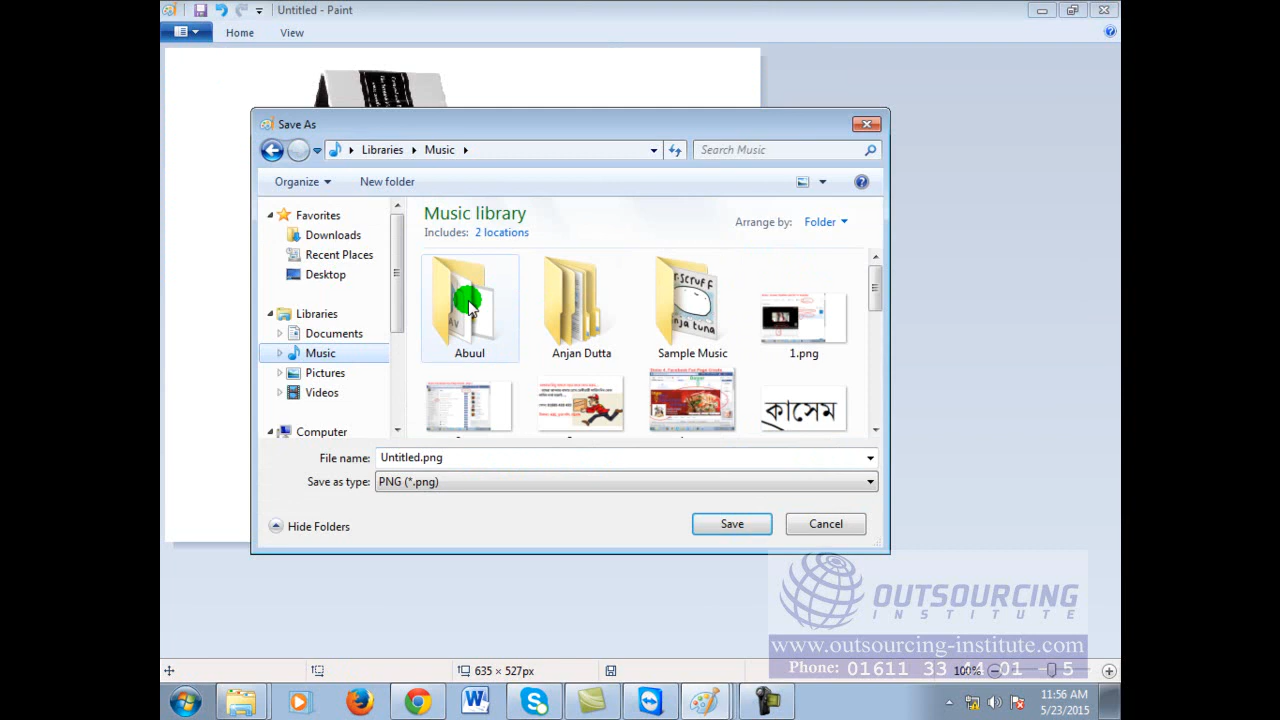 Untitled - Paint
Home View
Save As
Libraries Music
Search Music
Organize New folder
Favorites
Downloads
Recent Places
Desktop
Libraries
Documents
Music
Pictures
Videos
Computer
Music library
Includes: 2 locations
Arrange by: Folder
Abuul
Anjan Dutta
Sample Music
1.png
কাসেম
File name: Untitled.png
Save as type: PNG (*.png)
Hide Folders
Save
Cancel
OUTSOURCING
INSTITUTE
www.outsourcing-institute.com
635 × 527px
100%
11:56 AM
5/23/2015